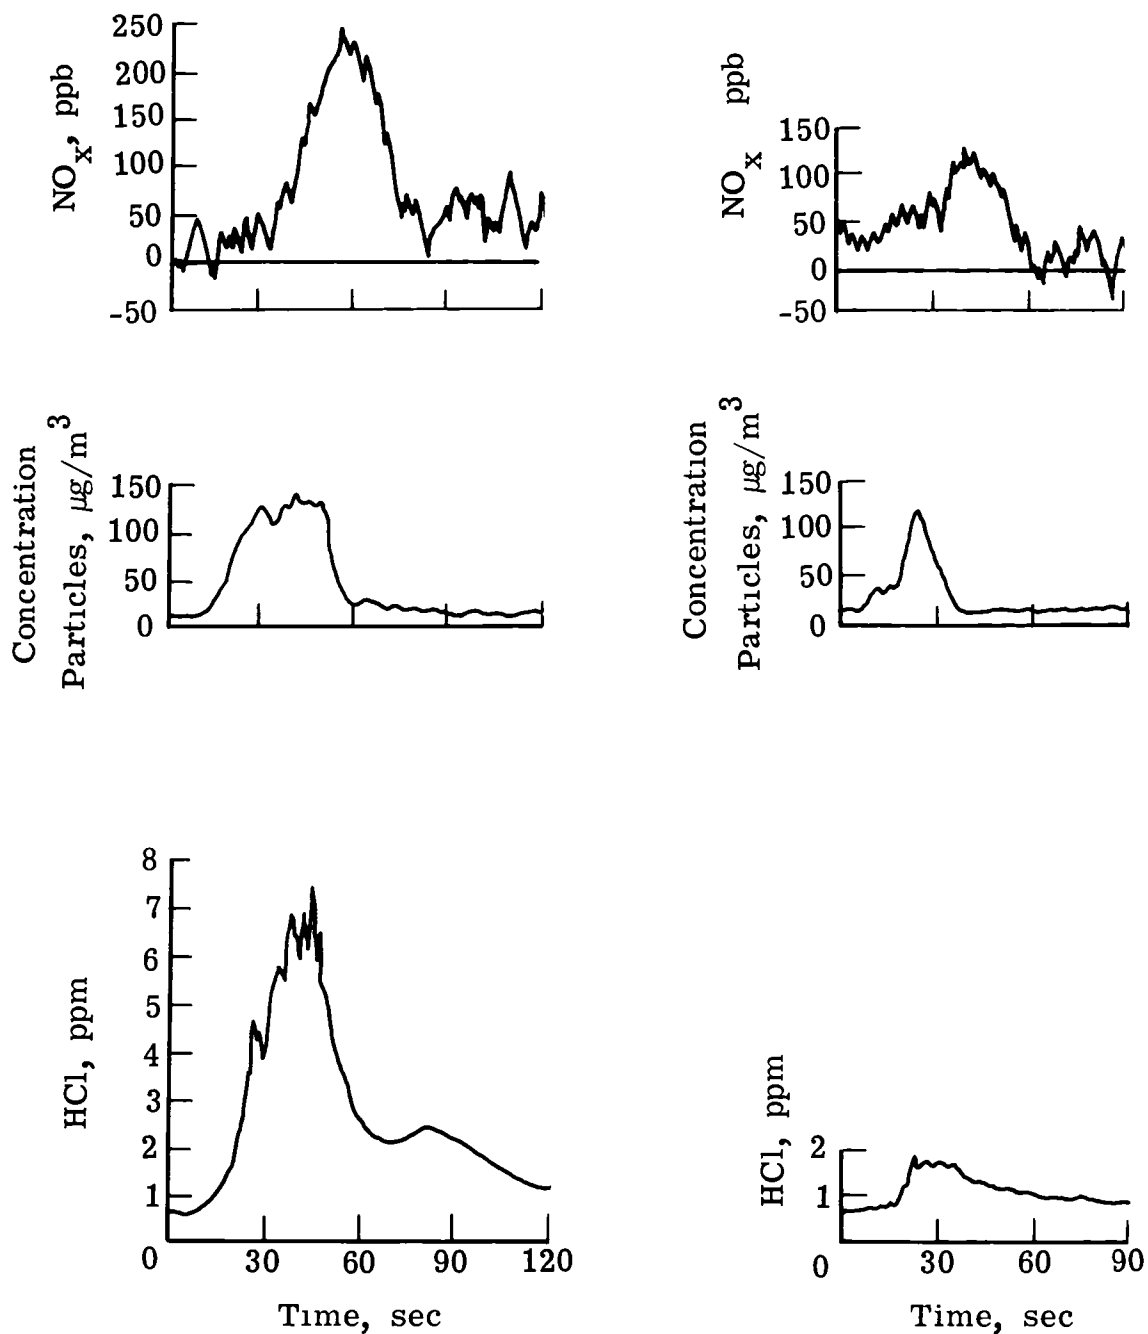 NOx, ppb
250
200
150
100
50
0
-50
NOx ppb
150
100
50
0
-50
Concentration
Particles, μg/m3
150
100
50
0
Concentration
Particles, μg/m3
150
100
50
0
HCl, ppm
8
7
6
5
4
3
2
1
0 30 60 90 120
Time, sec
HCl, ppm
2
1
0 30 60 90
Time, sec